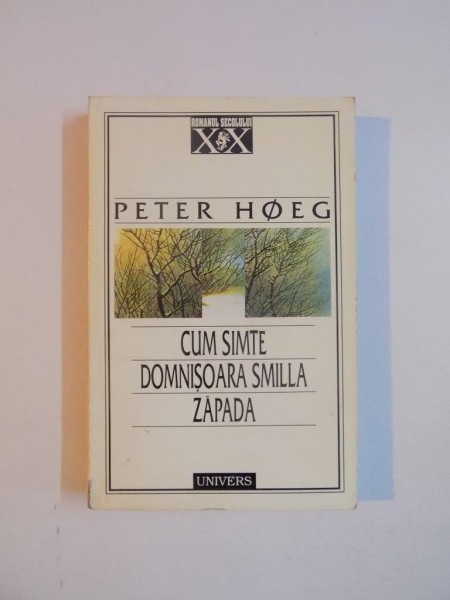 ROMANUL SECOLULUI
XX
PETER HØEG
CUM SIMTE
DOMNIȘOARA SMILLA
ZĂPADA
UNIVERS